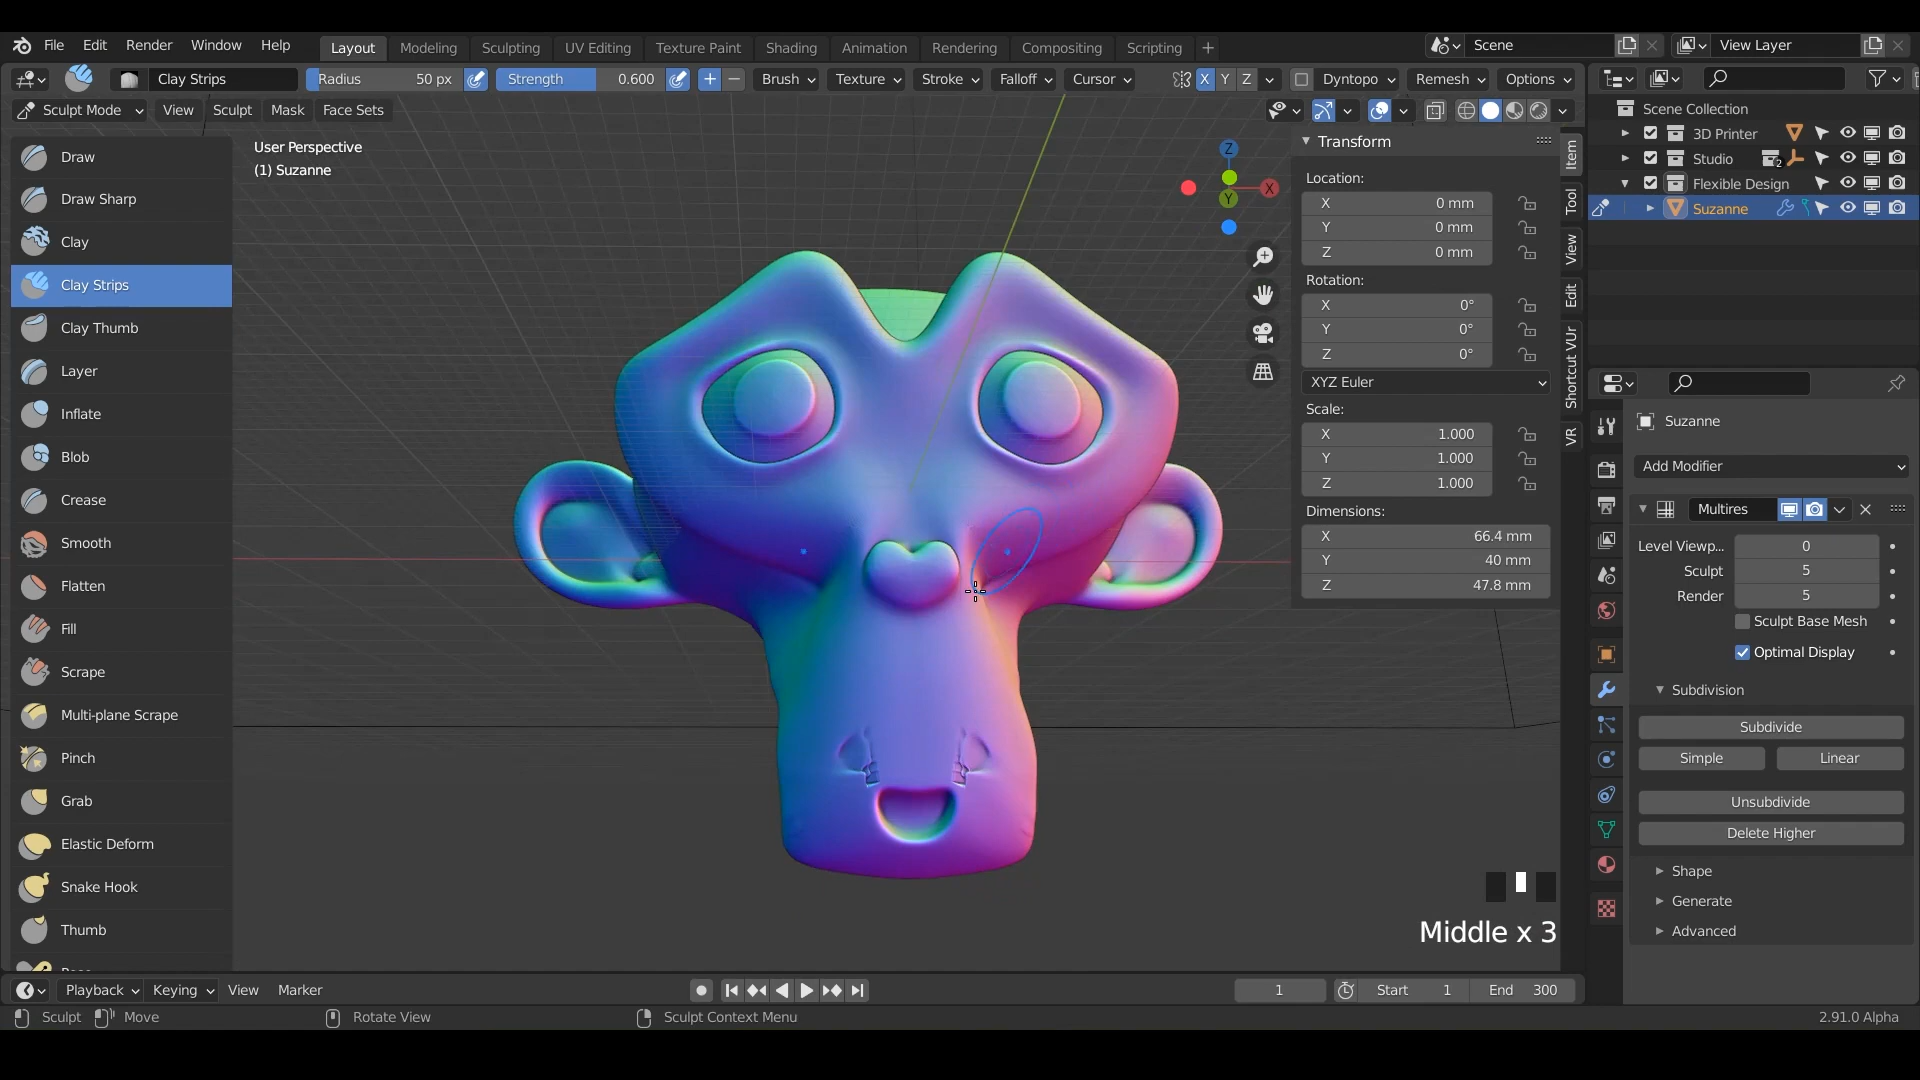 File Edit Render Window Help Layout Modeling Sculpting UV Editing Texture Paint Shading Animation Rendering Compositing Scripting + Scene View Layer
Clay Strips Radius 50 px Strength 0.600 Brush Texture Stroke Falloff Cursor X Y Z Dyntopo Remesh Options
Sculpt Mode View Sculpt Mask Face Sets
User Perspective
(1) Suzanne
Draw
Draw Sharp
Clay
Clay Strips
Clay Thumb
Layer
Inflate
Blob
Crease
Smooth
Flatten
Fill
Scrape
Multi-plane Scrape
Pinch
Grab
Elastic Deform
Snake Hook
Thumb
Z
X
Y
Transform
Location:
X 0 mm
Y 0 mm
Z 0 mm
Rotation:
X 0°
Y 0°
Z 0°
XYZ Euler
Scale:
X 1.000
Y 1.000
Z 1.000
Dimensions:
X 66.4 mm
Y 40 mm
Z 47.8 mm
Item
Tool
View
Edit
Shortcut VUr
VR
Scene Collection
3D Printer
Studio 2
Flexible Design
Suzanne
Suzanne
Add Modifier
Multires
Level Viewp... 0
Sculpt 5
Render 5
Sculpt Base Mesh
Optimal Display
Subdivision
Subdivide
Simple Linear
Unsubdivide
Delete Higher
Shape
Generate
Advanced
Middle x 3
Playback Keying View Marker 1 Start 1 End 300
Sculpt Move Rotate View Sculpt Context Menu 2.91.0 Alpha